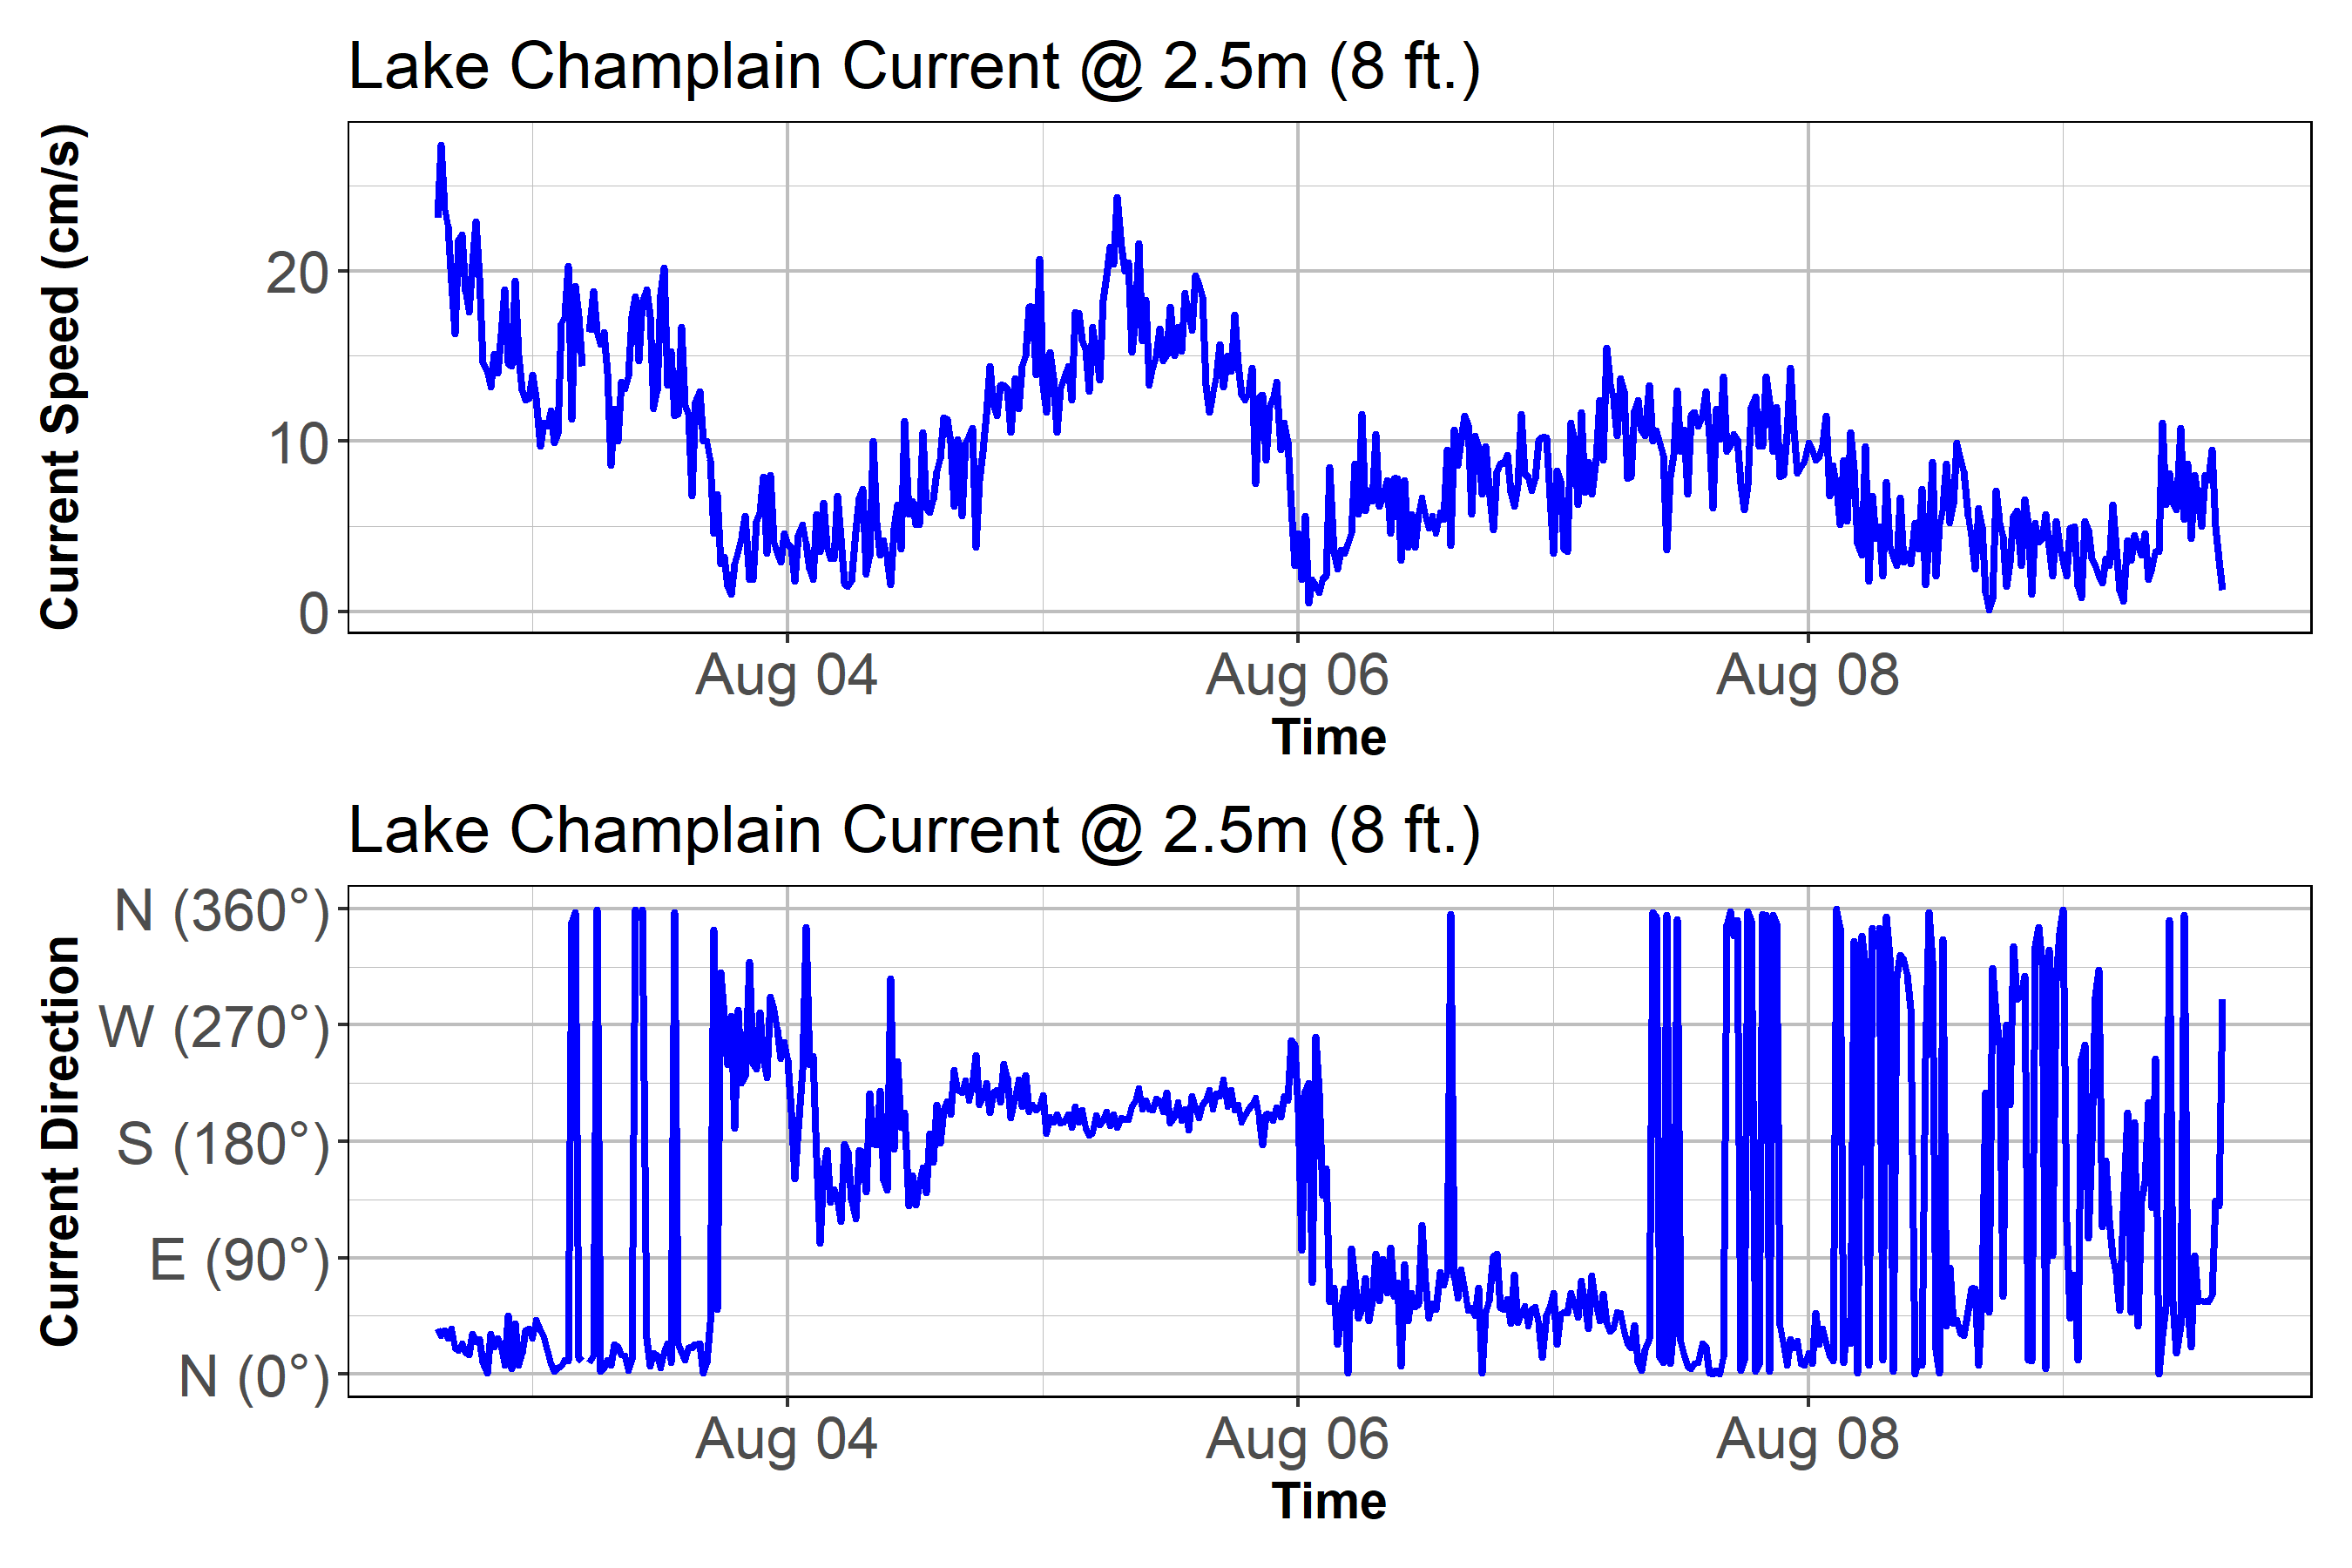 Lake Champlain Current @ 2.5m (8 ft.)
Current Speed (cm/s)
20
10
0
Aug 04 Aug 06 Aug 08
Time
Lake Champlain Current @ 2.5m (8 ft.)
Current Direction
N (360°)
W (270°)
S (180°)
E (90°)
N (0°)
Aug 04 Aug 06 Aug 08
Time